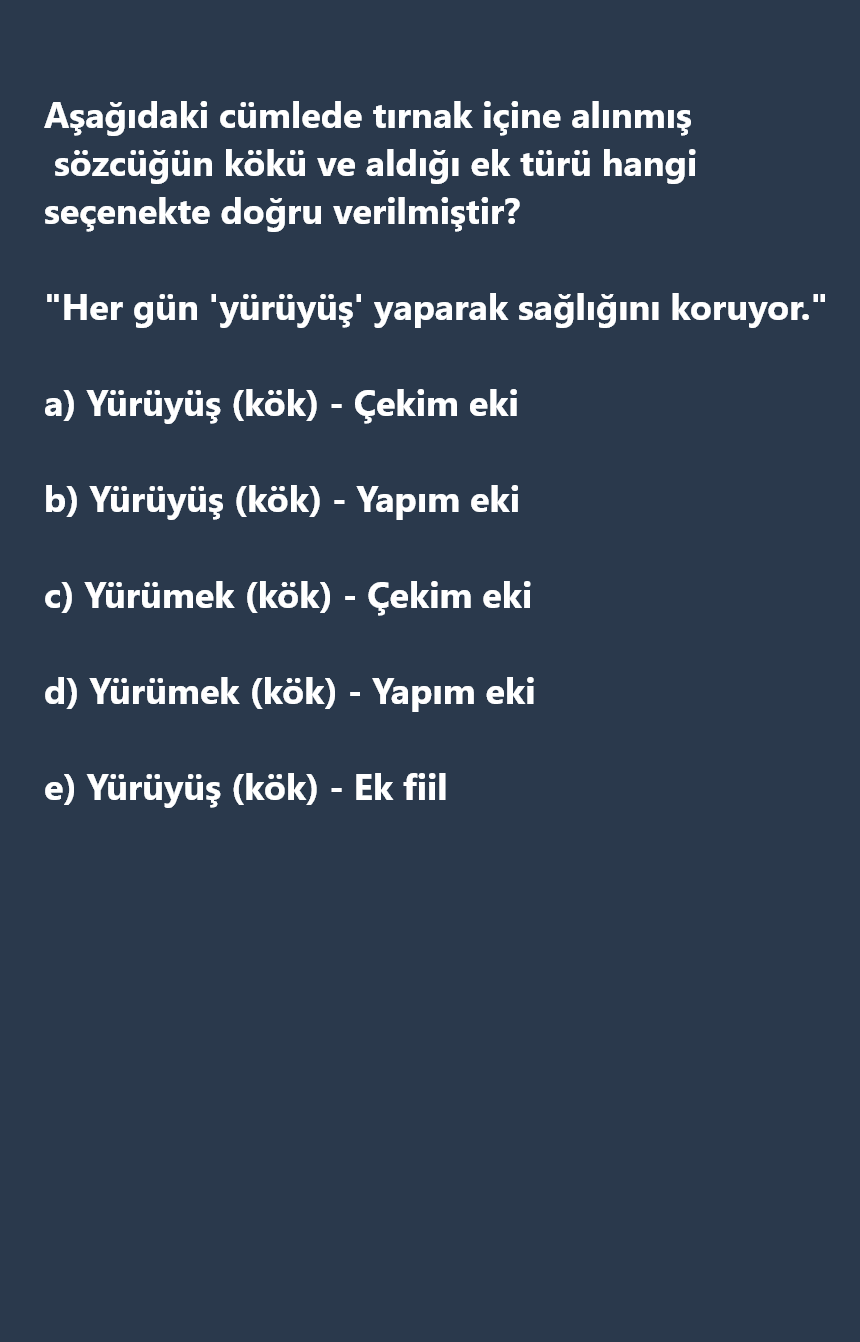 Aşağıdaki cümlede tırnak içine alınmış
sözcüğün kökü ve aldığı ek türü hangi
seçenekte doğru verilmiştir?
"Her gün 'yürüyüş' yaparak sağlığını koruyor."
a) Yürüyüş (kök) - Çekim eki
b) Yürüyüş (kök) - Yapım eki
c) Yürümek (kök) - Çekim eki
d) Yürümek (kök) - Yapım eki
e) Yürüyüş (kök) - Ek fiil